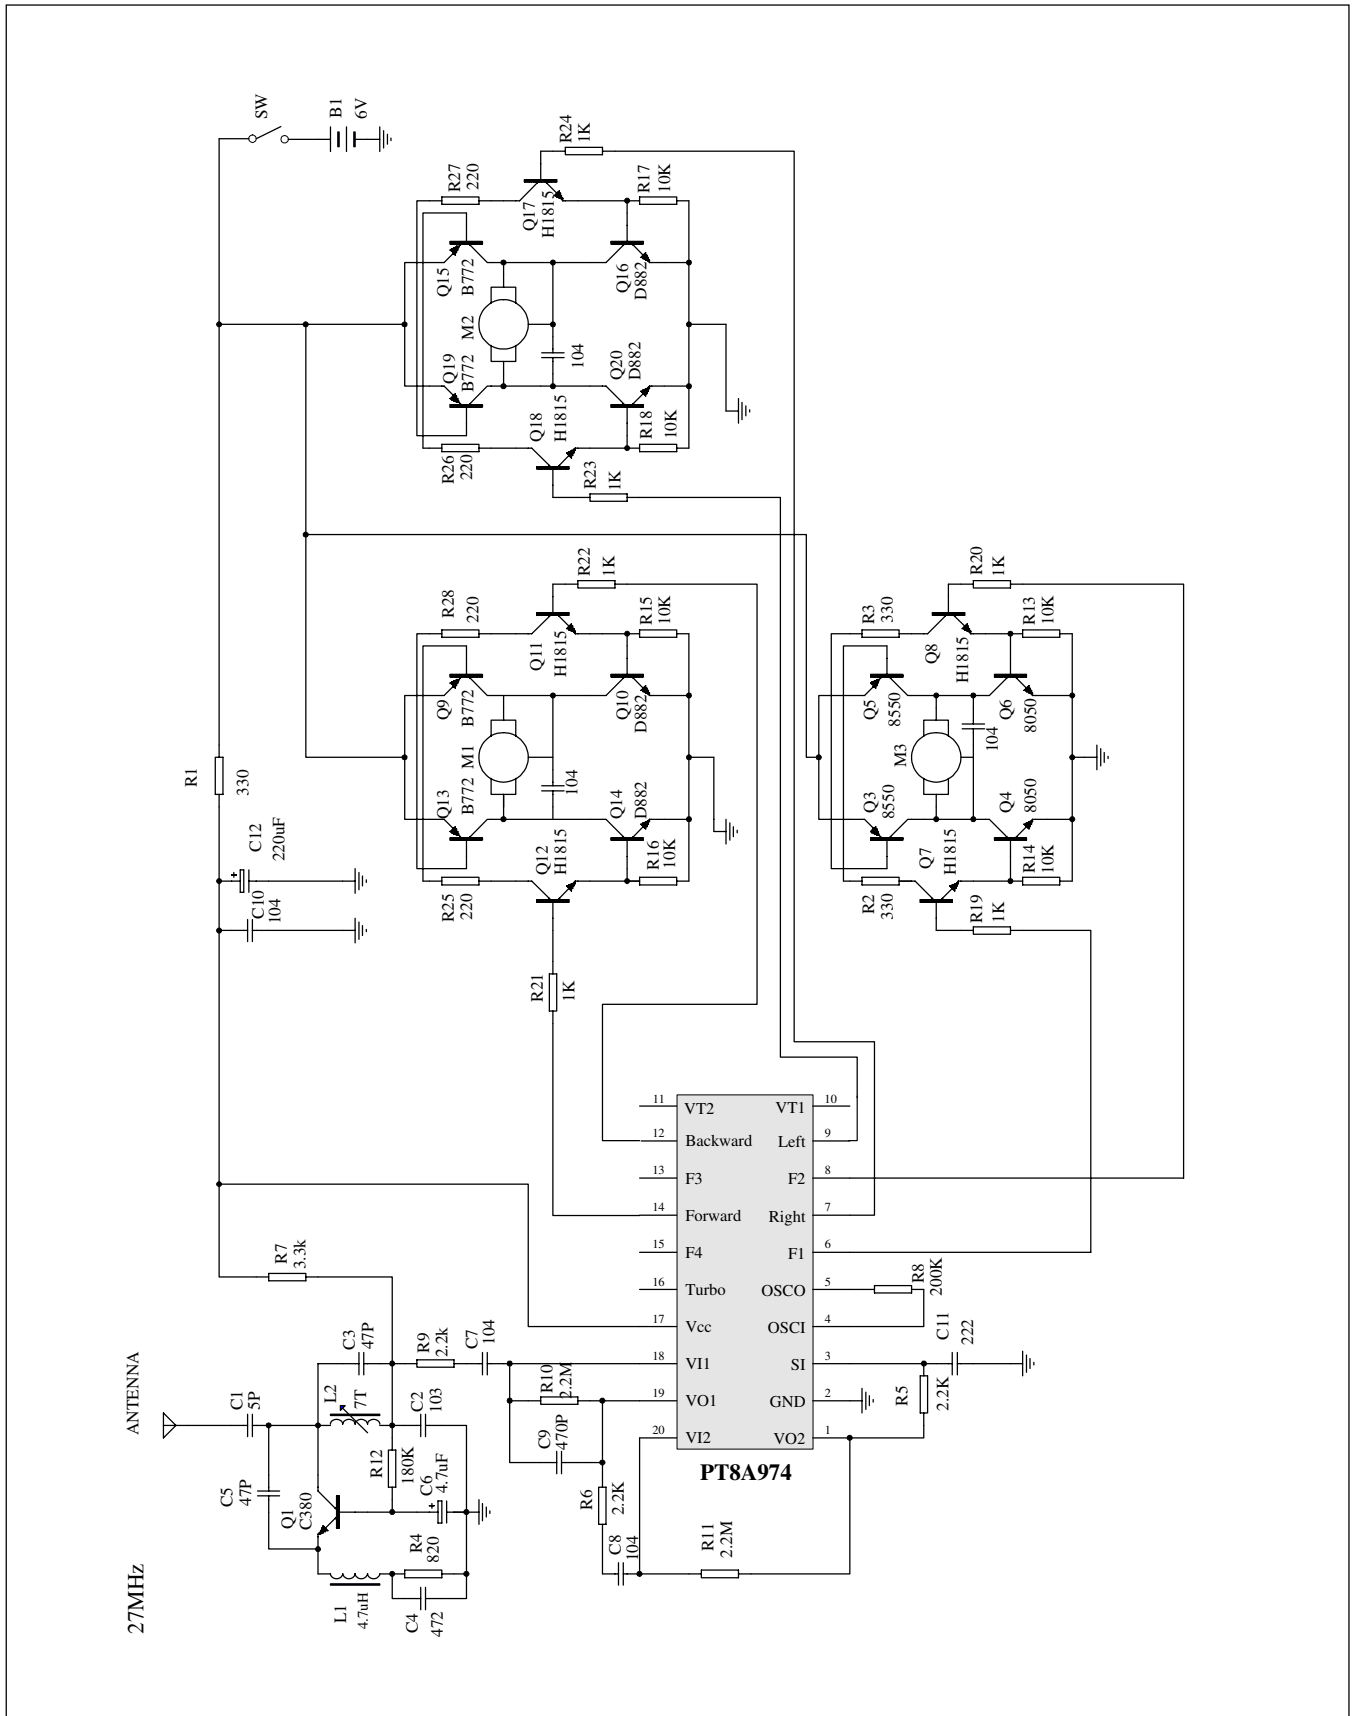 SW
B1
6V
R24
1K
R27
220
Q17
H1815
R17
10K
Q15
B772
Q16
D882
M2
104
Q19
B772
Q20
D882
Q18
H1815
R18
10K
R26
220
R23
1K
R22
1K
R28
220
Q11
H1815
R15
10K
Q9
B772
Q10
D882
M1
104
Q13
B772
Q14
D882
Q12
H1815
R16
10K
R25
220
R21
1K
R20
1K
R3
330
Q8
H1815
R13
10K
Q5
8550
Q6
8050
M3
104
Q3
8550
Q4
8050
Q7
H1815
R14
10K
R2
330
R19
1K
R1
330
C12
220uF
+
C10
104
11 VT2 VT1 10
12 Backward Left 9
13 F3 F2 8
14 Forward Right 7
15 F4 F1 6
16 Turbo OSCO 5
17 Vcc OSCI 4
18 VI1 SI 3
19 VO1 GND 2
20 VI2 VO2 1
PT8A974
R8
200K
C11
222
R5
2.2K
R7
3.3k
ANTENNA
C1
5P
C3
47P
L2
7T
R9
2.2k
C7
104
R10
2.2M
C9
470P
C2
103
R12
180K
C6
4.7uF
+
C5
47P
Q1
C380
R4
820
L1
4.7uH
C4
472
R6
2.2K
C8
104
R11
2.2M
27MHz